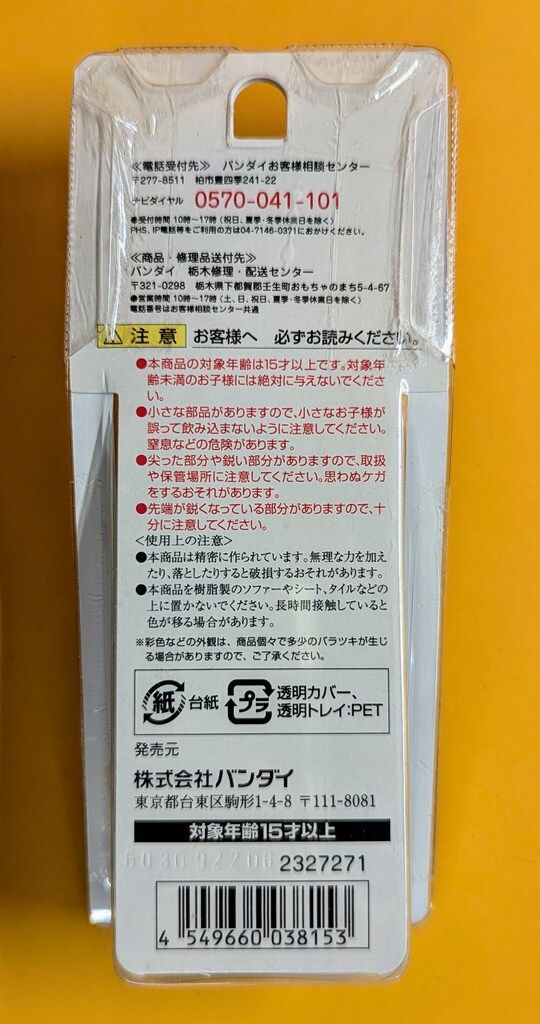 ≪電話受付先≫ バンダイお客様相談センター
〒277-8511 柏市豊四季241-22
ナビダイヤル 0570-041-101
●受付時間 10時〜17時(祝日、夏季・冬季休業日を除く)
PHS、IP電話等をご利用の方は04-7146-0371におかけください。
≪商品・修理品送付先≫
バンダイ 栃木修理・配送センター
〒321-0298 栃木県下都賀郡壬生町おもちゃのまち5-4-67
●営業時間 10時〜17時(土、日、祝日、夏季・冬季休業日を除く)
電話番号はお客様相談センター共通
注意 お客様へ 必ずお読みください。
●本商品の対象年齢は15才以上です。対象年
齢未満のお子様には絶対に与えないでくださ
い。
●小さな部品がありますので、小さなお子様が
誤って飲み込まないように注意してください。
窒息などの危険があります。
●尖った部分や鋭い部分がありますので、取扱
や保管場所に注意してください。思わぬケガ
をするおそれがあります。
●先端が鋭くなっている部分がありますので、十
分に注意してください。
<使用上の注意>
●本商品は精密に作られています。無理な力を加え
たり、落としたりすると破損するおそれがあります。
●本商品を樹脂製のソファーやシート、タイルなどの
上に置かないでください。長時間接触していると
色が移る場合があります。
※彩色などの外観は、商品個々で多少のバラツキが生じ
る場合がありますので、ご了承ください。
紙 台紙 プラ 透明カバー、
透明トレイ:PET
発売元
株式会社バンダイ
東京都台東区駒形1-4-8 〒111-8081
対象年齢15才以上
6030 92206 2327271
4 549660 038153